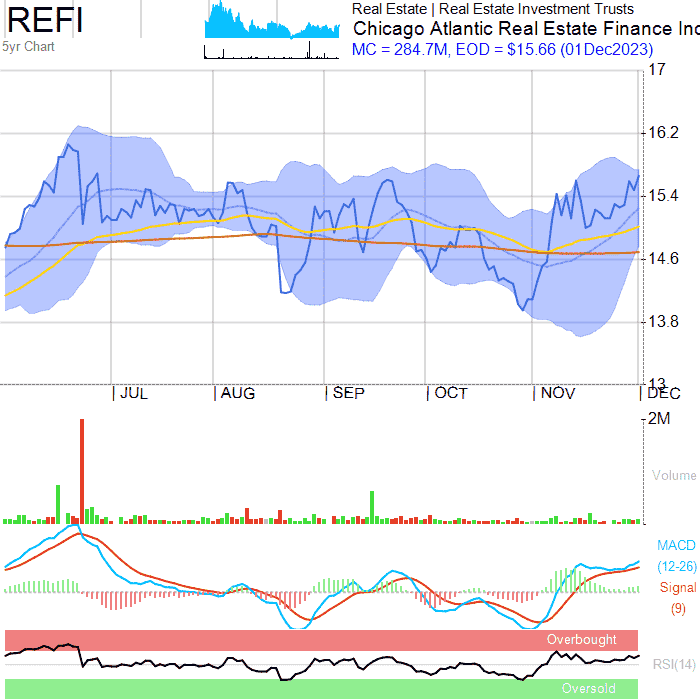 REFI
5yr Chart
Real Estate | Real Estate Investment Trusts
Chicago Atlantic Real Estate Finance Inc
MC = 284.7M, EOD = $15.66 (01Dec2023)
17
16.2
15.4
14.6
13.8
13
JUL AUG SEP OCT NOV DEC
2M
Volume
MACD
(12-26)
Signal
(9)
Overbought
RSI(14)
Oversold